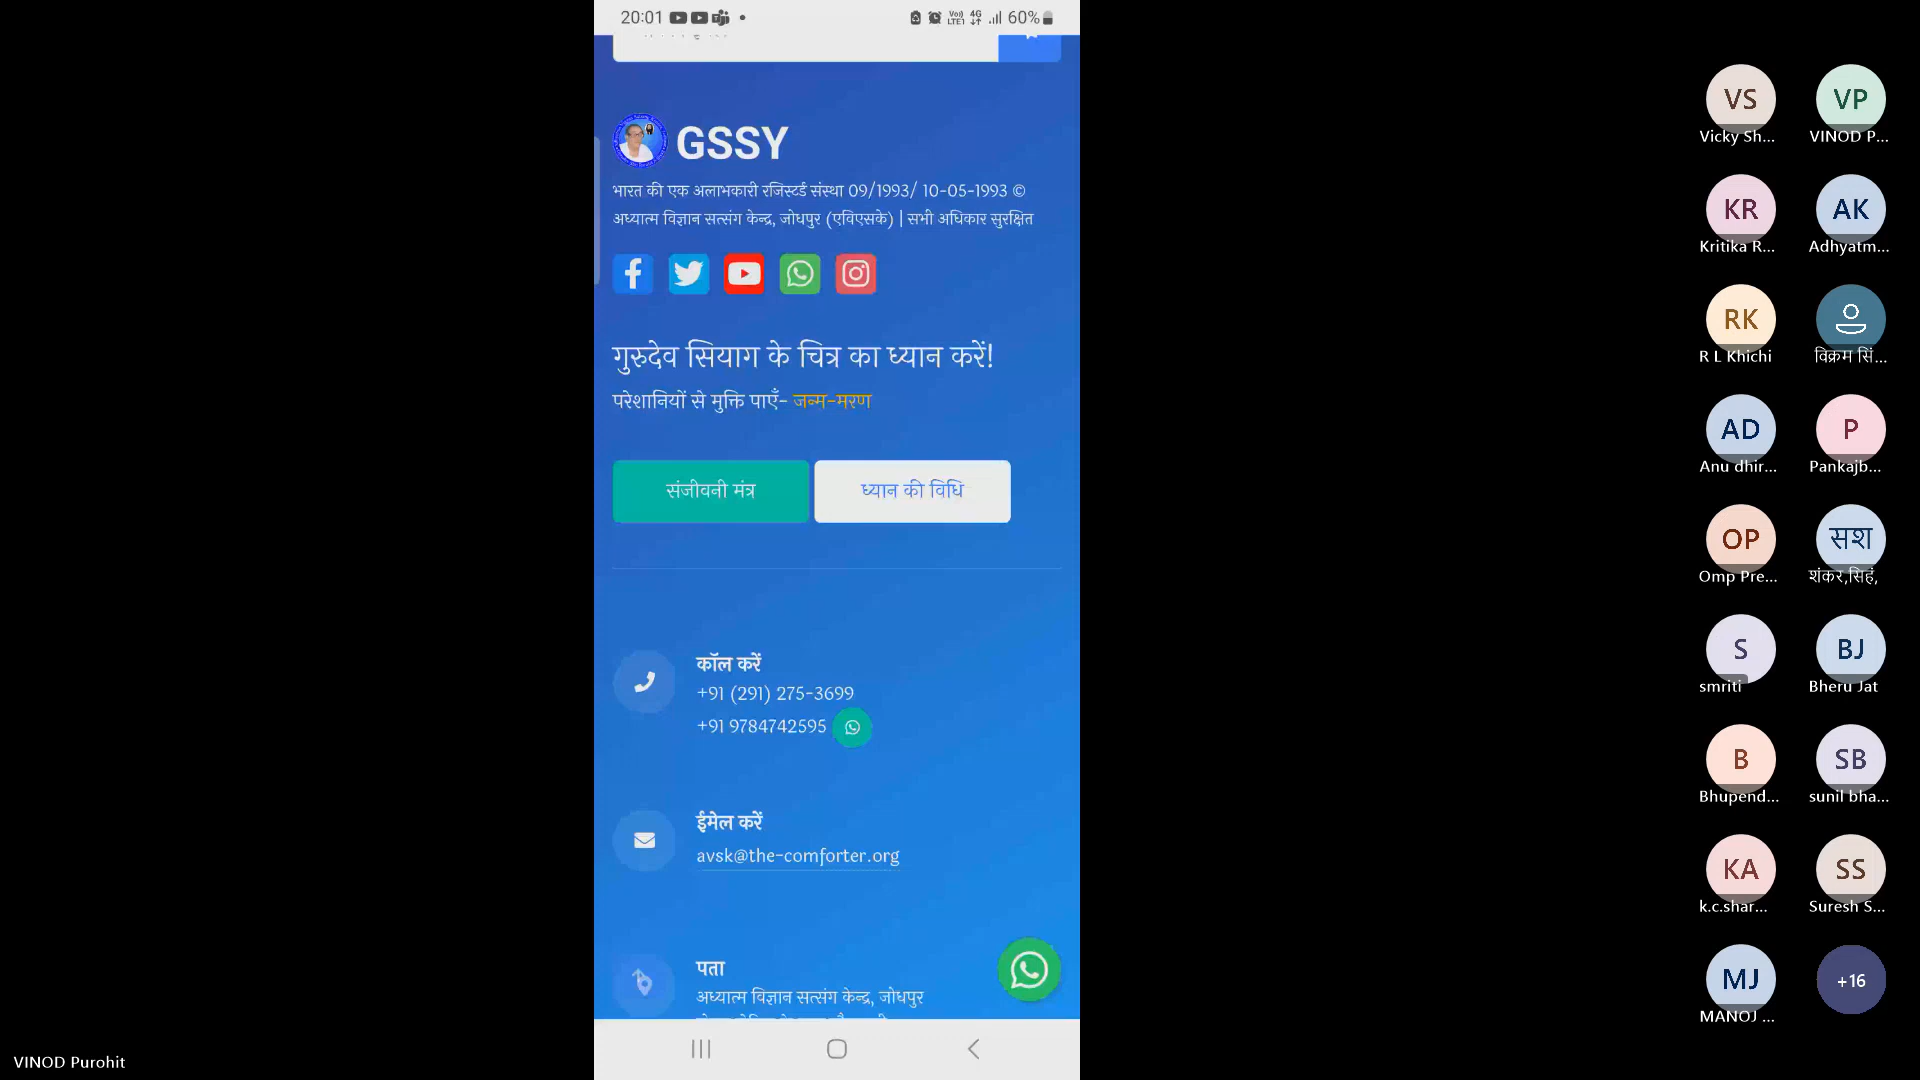 20:01
Vo)) LTE1 4G 60%
GSSY
भारत की एक अलाभकारी रजिस्टर्ड संस्था 09/1993/ 10-05-1993 ©
अध्यात्म विज्ञान सत्संग केन्द्र, जोधपुर (एविएसके) | सभी अधिकार सुरक्षित
गुरुदेव सियाग के चित्र का ध्यान करें!
परेशानियों से मुक्ति पाएँ- जन्म-मरण
संजीवनी मंत्र
ध्यान की विधि
कॉल करें
+91 (291) 275-3699
+91 9784742595
ईमेल करें
avsk@the-comforter.org
पता
अध्यात्म विज्ञान सत्संग केन्द्र, जोधपुर
VINOD Purohit
VS
Vicky Sh...
VP
VINOD P...
KR
Kritika R...
AK
Adhyatm...
RK
R L Khichi
विक्रम सिं...
AD
Anu dhir...
P
Pankajb...
OP
Omp Pre...
सश
शंकर,सिहं,
S
smriti
BJ
Bheru Jat
B
Bhupend...
SB
sunil bha...
KA
k.c.shar...
SS
Suresh S...
MJ
MANOJ ...
+16